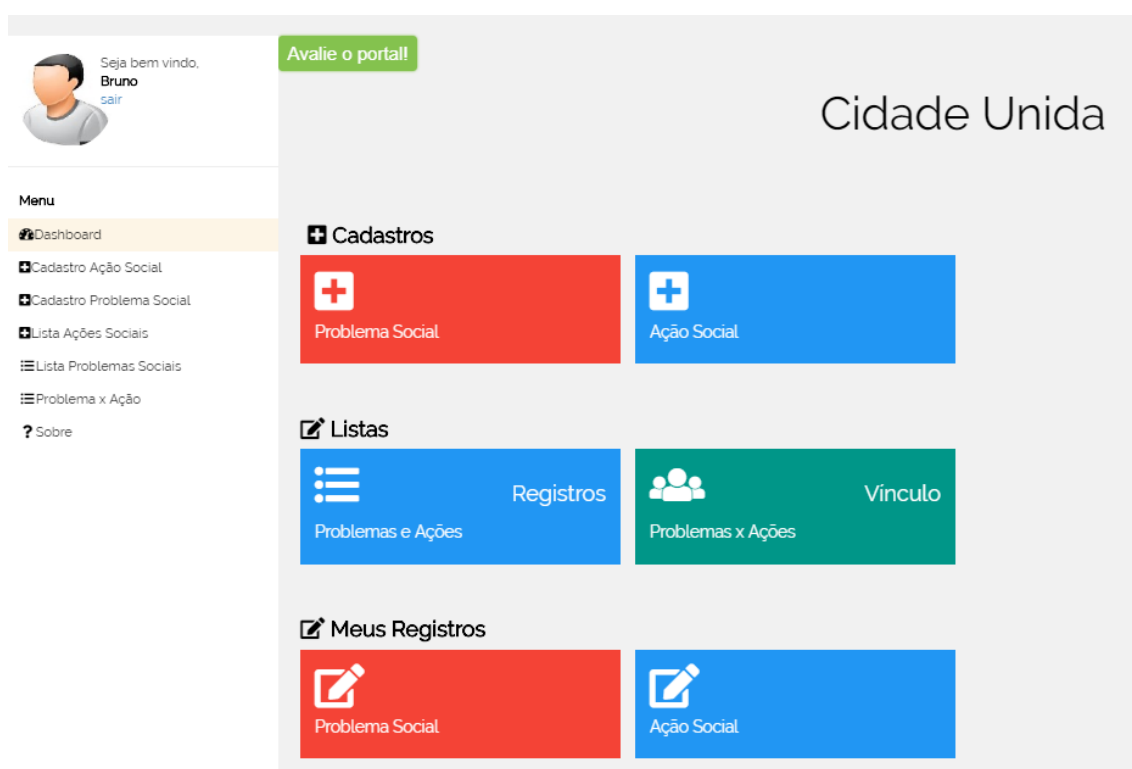 Seja bem vindo,
Bruno
sair
Avalie o portal!
Cidade Unida
Menu
Dashboard
Cadastro Ação Social
Cadastro Problema Social
Lista Ações Sociais
Lista Problemas Sociais
Problema x Ação
Sobre
Cadastros
Problema Social
Ação Social
Listas
Registros
Problemas e Ações
Vínculo
Problemas x Ações
Meus Registros
Problema Social
Ação Social